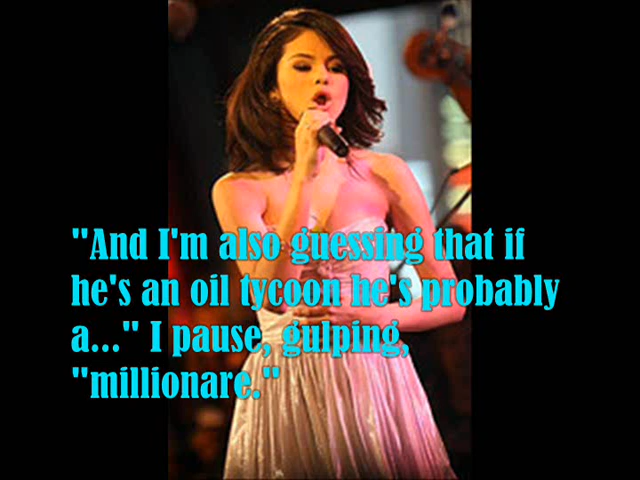 "And I'm also guessing that if
he's an oil tycoon he's probably
a..." I pause, gulping,
"millionare."